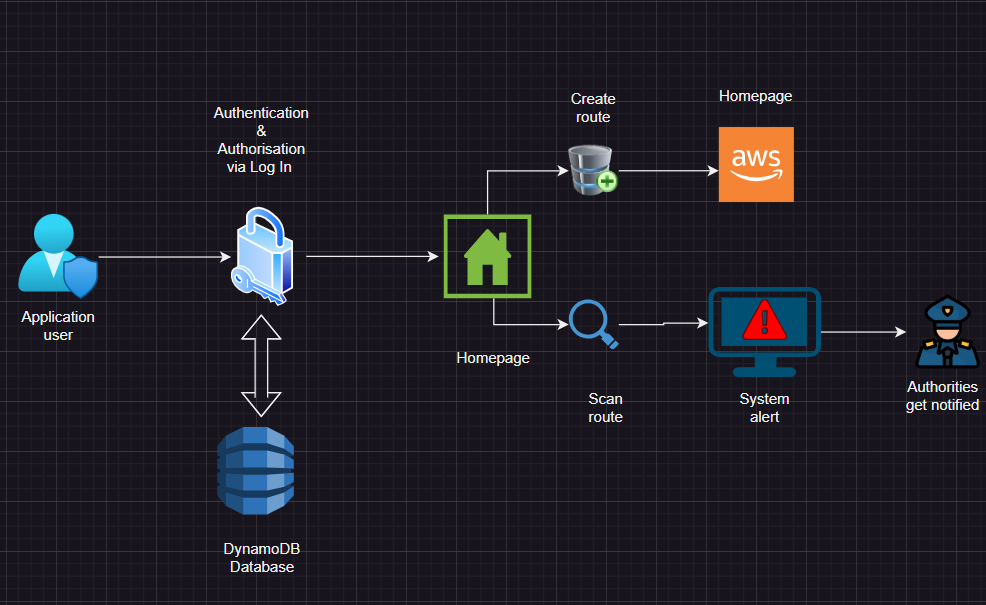 Authentication
&
Authorisation
via Log In
Create
route
Homepage
aws
Application
user
Homepage
Scan
route
System
alert
Authorities
get notified
DynamoDB
Database